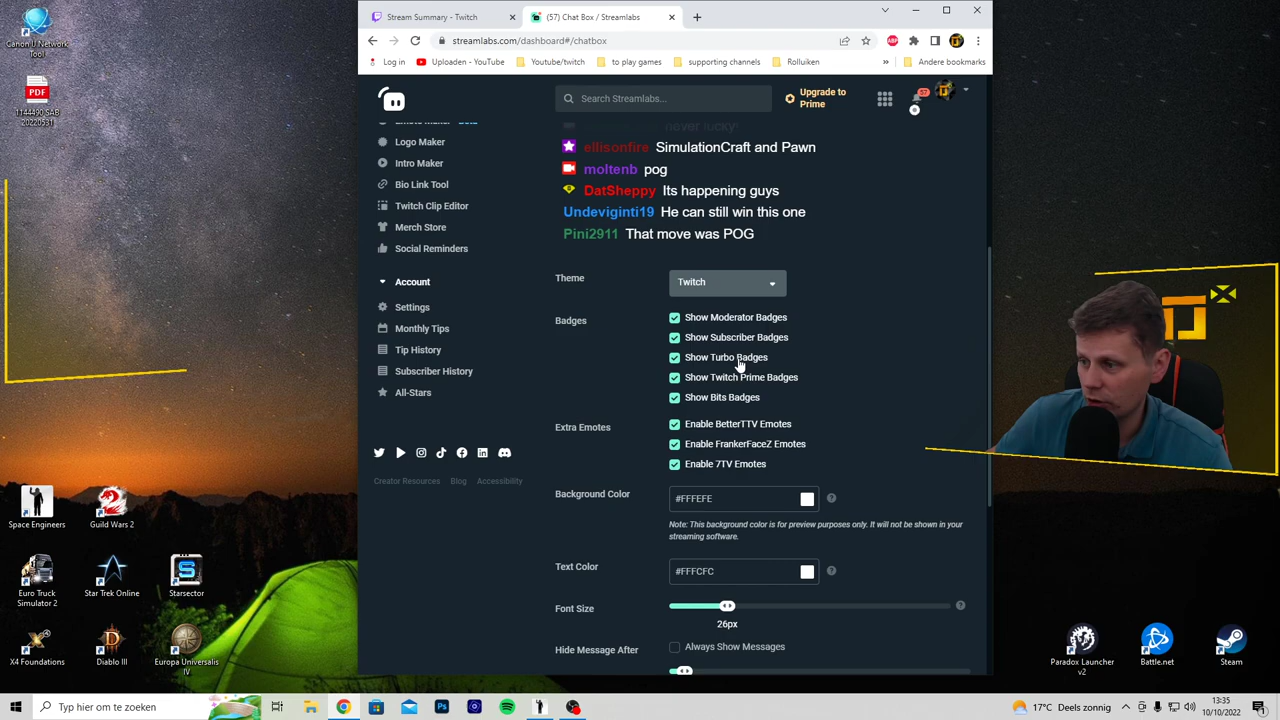 Stream Summary - Twitch
(57) Chat Box / Streamlabs
streamlabs.com/dashboard#/chatbox
ABP
Log in
Uploaden - YouTube
Youtube/twitch
to play games
supporting channels
Rolluiken
»
Andere bookmarks
Search Streamlabs...
Upgrade to
Prime
57
Logo Maker
Intro Maker
Bio Link Tool
Twitch Clip Editor
Merch Store
Social Reminders
Account
Settings
Monthly Tips
Tip History
Subscriber History
All-Stars
Creator Resources
Blog
Accessibility
never lucky
ellisonfire SimulationCraft and Pawn
moltenb pog
DatSheppy Its happening guys
Undeviginti19 He can still win this one
Pini2911 That move was POG
Theme
Twitch
Badges
Show Moderator Badges
Show Subscriber Badges
Show Turbo Badges
Show Twitch Prime Badges
Show Bits Badges
Extra Emotes
Enable BetterTTV Emotes
Enable FrankerFaceZ Emotes
Enable 7TV Emotes
Background Color
#FFFEFE
Note: This background color is for preview purposes only. It will not be shown in your
streaming software.
Text Color
#FFFCFC
Font Size
26px
Hide Message After
Always Show Messages
Canon IJ Network
Tool
PDF
1144490 SAB
20220531
Space Engineers
Guild Wars 2
Euro Truck
Simulator 2
Star Trek Online
Starsector
X4 Foundations
Diablo III
Europa Universalis
IV
Paradox Launcher
v2
Battle.net
Steam
Typ hier om te zoeken
17°C Deels zonnig
13:35
10/10/2022